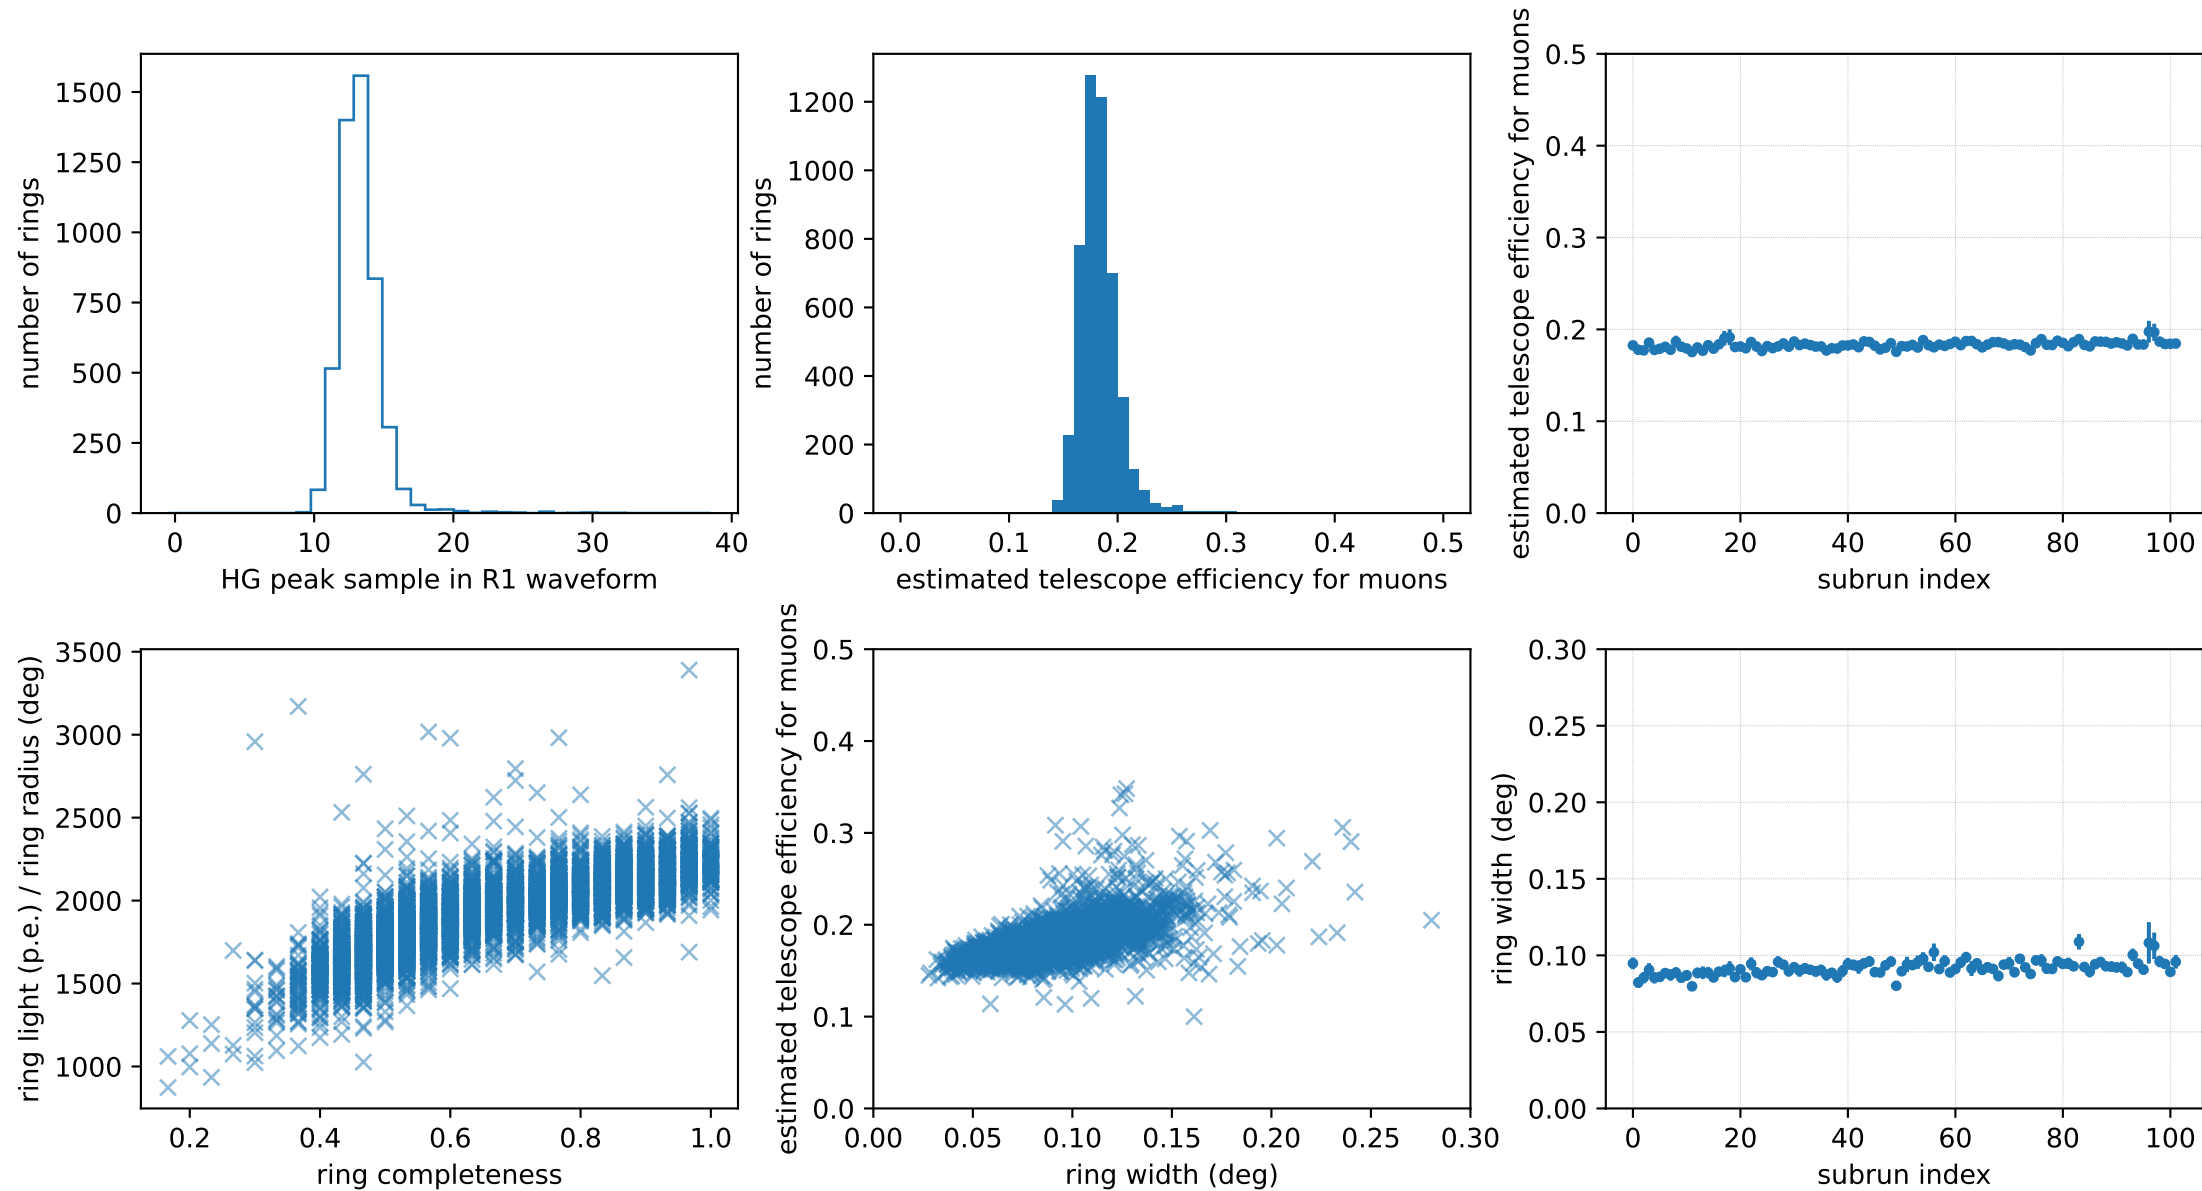 number of rings
1500
1250
1000
750
500
250
0
0 10 20 30 40
HG peak sample in R1 waveform
number of rings
1200
1000
800
600
400
200
0
0.0 0.1 0.2 0.3 0.4 0.5
estimated telescope efficiency for muons
estimated telescope efficiency for muons
0.5
0.4
0.3
0.2
0.1
0.0
0 20 40 60 80 100
subrun index
ring light (p.e.) / ring radius (deg)
3500
3000
2500
2000
1500
1000
0.2 0.4 0.6 0.8 1.0
ring completeness
estimated telescope efficiency for muons
0.5
0.4
0.3
0.2
0.1
0.0
0.00 0.05 0.10 0.15 0.20 0.25 0.30
ring width (deg)
ring width (deg)
0.30
0.25
0.20
0.15
0.10
0.05
0.00
0 20 40 60 80 100
subrun index